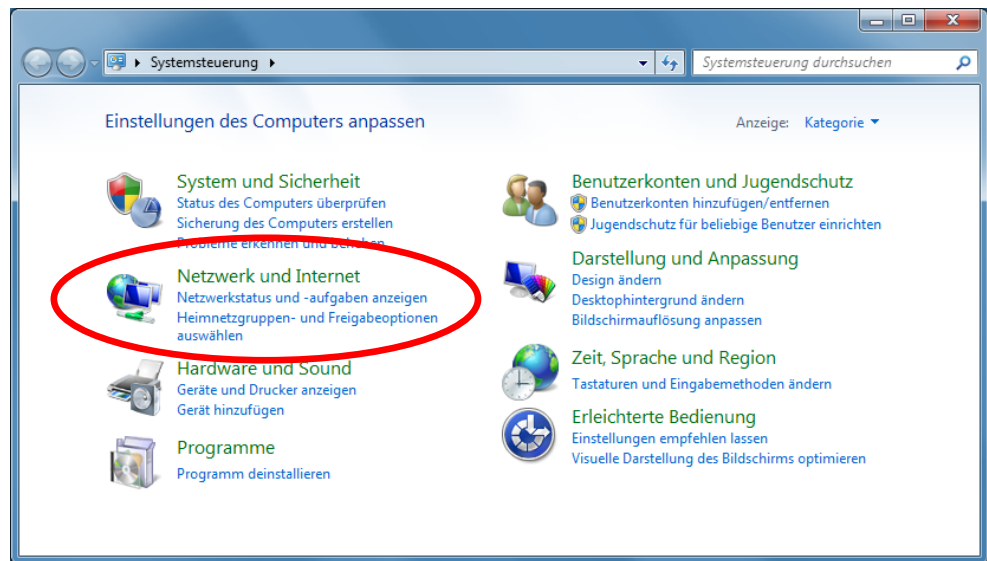 Systemsteuerung
Systemsteuerung durchsuchen
Einstellungen des Computers anpassen
Anzeige: Kategorie
System und Sicherheit
Status des Computers überprüfen
Sicherung des Computers erstellen
Probleme erkennen und beheben
Netzwerk und Internet
Netzwerkstatus und -aufgaben anzeigen
Heimnetzgruppen- und Freigabeoptionen
auswählen
Hardware und Sound
Geräte und Drucker anzeigen
Gerät hinzufügen
Programme
Programm deinstallieren
Benutzerkonten und Jugendschutz
Benutzerkonten hinzufügen/entfernen
Jugendschutz für beliebige Benutzer einrichten
Darstellung und Anpassung
Design ändern
Desktophintergrund ändern
Bildschirmauflösung anpassen
Zeit, Sprache und Region
Tastaturen und Eingabemethoden ändern
Erleichterte Bedienung
Einstellungen empfehlen lassen
Visuelle Darstellung des Bildschirms optimieren